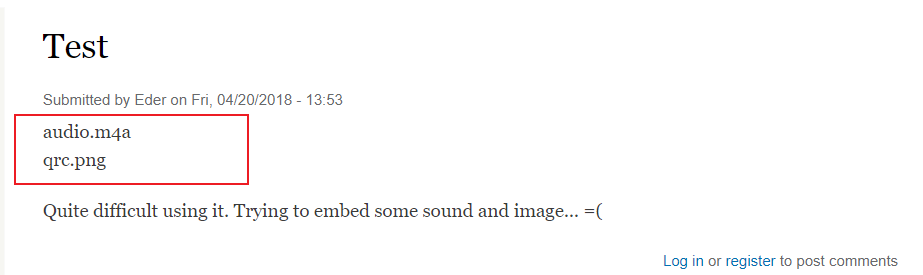 Test
Submitted by Eder on Fri, 04/20/2018 - 13:53
audio.m4a
qrc.png
Quite difficult using it. Trying to embed some sound and image... =(
Log in or register to post comments